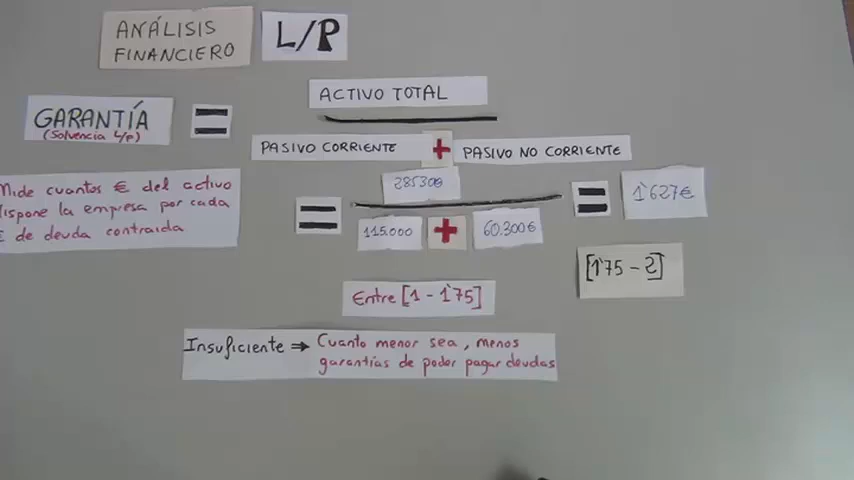 ANÁLISIS
FINANCIERO
L/P
GARANTÍA
(Solvencia L/p)
=
ACTIVO TOTAL
PASIVO CORRIENTE + PASIVO NO CORRIENTE
Mide cuantos € del activo
dispone la empresa por cada
€ de deuda contraida
=
285300
115.000 + 60.300€
=
1'627€
[1'75 - 2]
Entre [1 - 1'75]
Insuficiente ⇒ Cuanto menor sea, menos
garantías de poder pagar deudas